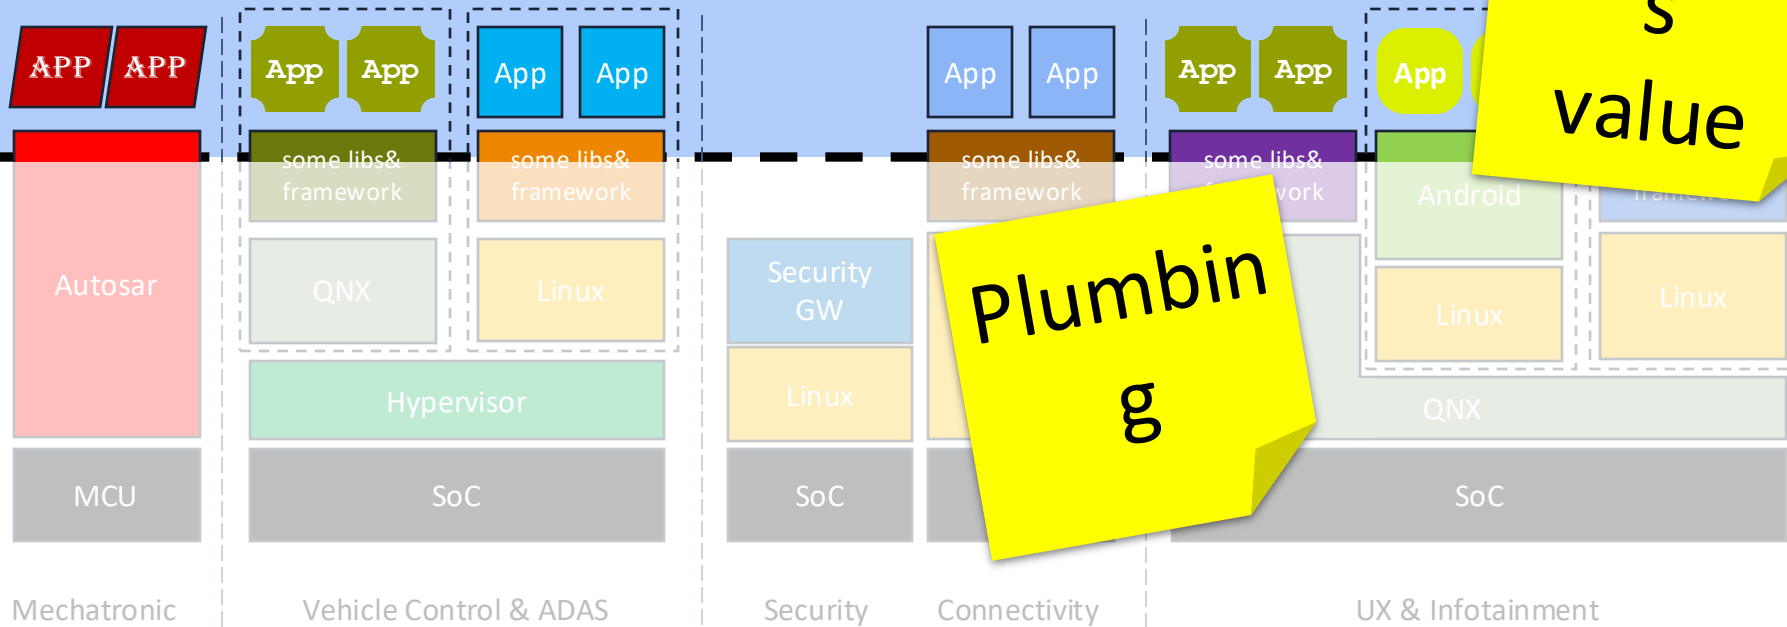 s
value
APP
APP
App
App
App
App
App
App
App
App
App
some libs&
framework
some libs&
framework
some libs&
framework
some libs&
work
Android
Autosar
QNX
Linux
Security
GW
Linux
Plumbin
g
Linux
Linux
Hypervisor
QNX
MCU
SoC
SoC
SoC
Mechatronic
Vehicle Control & ADAS
Security
Connectivity
UX & Infotainment